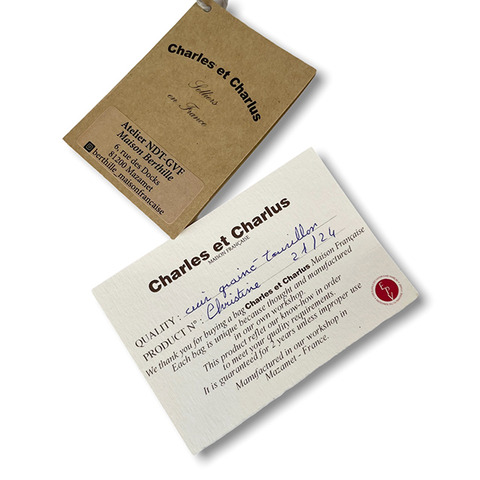 Charles et Charlus
Selliers
en France
Atelier NDT-GVF
Maison Berthille
6, rue des Docks
81200 Mazamet
berthille_maisonfrancaise
Charles et Charlus
MAISON FRANÇAISE
QUALITY : cuir grainé taurillon
PRODUCT N° : Christine 21/24
We thank you for buying a bag Charles et Charlus Maison Française
Each bag is unique because thought and manufactured
in our own workshop.
This product reflet our know-how in order
to meet your quality requirements.
It is guaranteed for 2 years unless improper use
Manufactured in our workshop in
Mazamet - France.